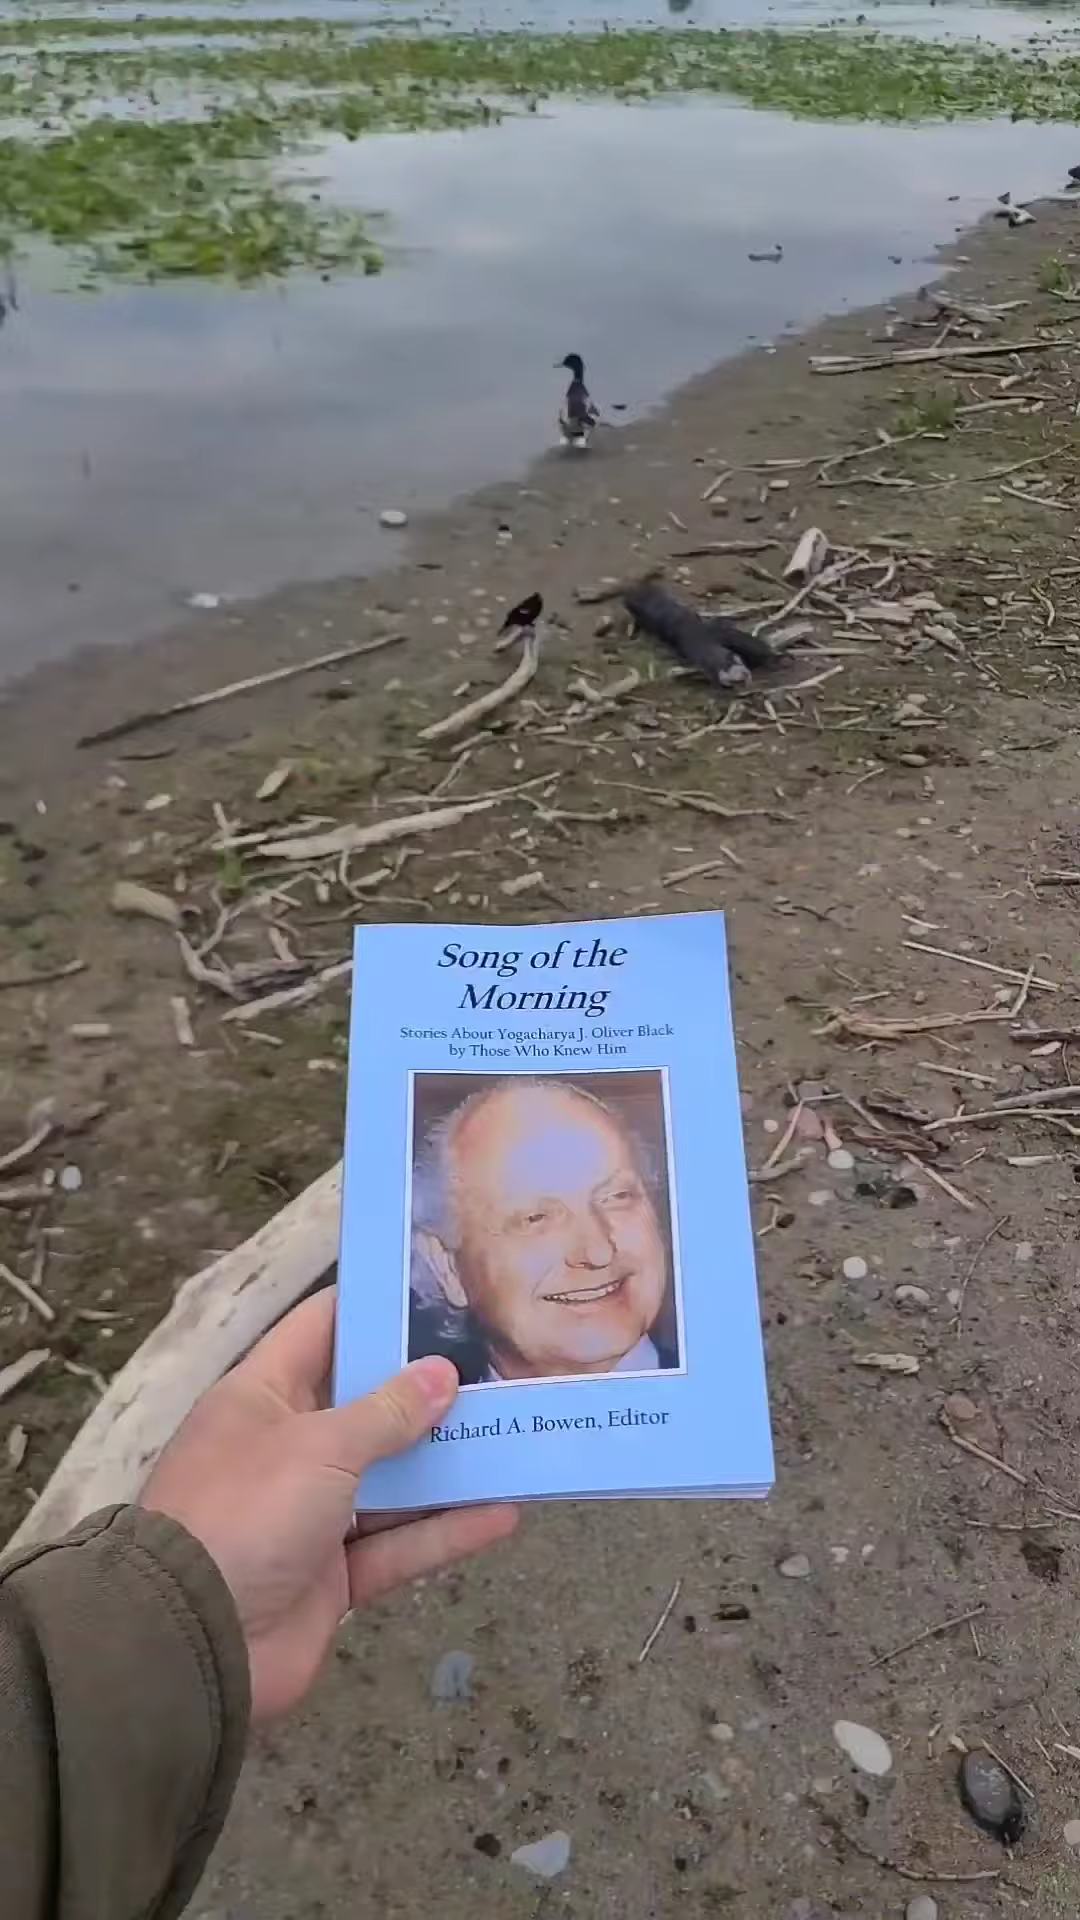 Song of the
Morning
Stories About Yogacharya J. Oliver Black
by Those Who Knew Him
Richard A. Bowen, Editor